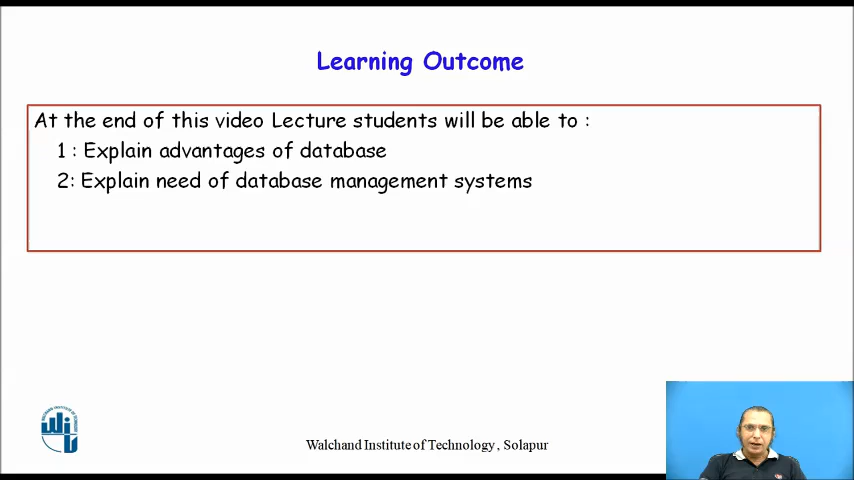 Learning Outcome
At the end of this video Lecture students will be able to :
1 : Explain advantages of database
2: Explain need of database management systems
Walchand Institute of Technology, Solapur